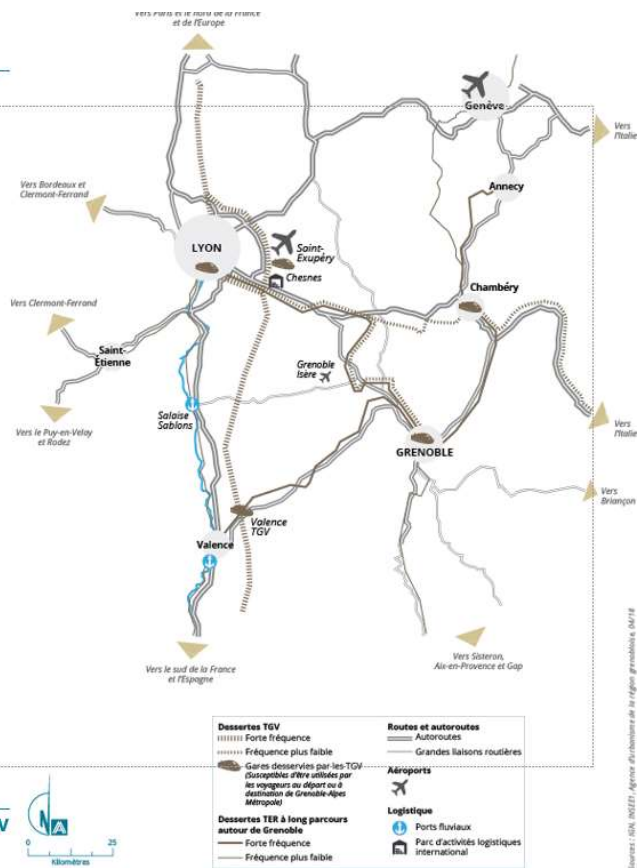 Vers Paris et le nord de la France
et de l'Europe
Genève
Vers
l'Italie
Vers Bordeaux et
Clermont-Ferrand
Annecy
LYON
Saint-
Exupéry
Chesnes
Chambéry
Vers Clermont-Ferrand
Saint-
Étienne
Grenoble
Isère
Salaise
Sablons
Vers le Puy-en-Velay
et Rodez
Vers
l'Italie
GRENOBLE
Vers
Briançon
Valence
TGV
Valence
Vers le sud de la France
et l'Espagne
Vers Sisteron,
Aix-en-Provence et Gap
Dessertes TGV
Forte fréquence
Fréquence plus faible
Gares desservies par les TGV
(Susceptibles d'être utilisées par
les voyageurs au départ ou à
destination de Grenoble-Alpes
Métropole)
Dessertes TER à long parcours
autour de Grenoble
Forte fréquence
Fréquence plus faible
Routes et autoroutes
Autoroutes
Grandes liaisons routières
Aéroports
Logistique
Ports fluviaux
Parc d'activités logistiques
international
V
N
0 25
Kilomètres
Agence d'urbanisme de la région grenobloise, 04/18